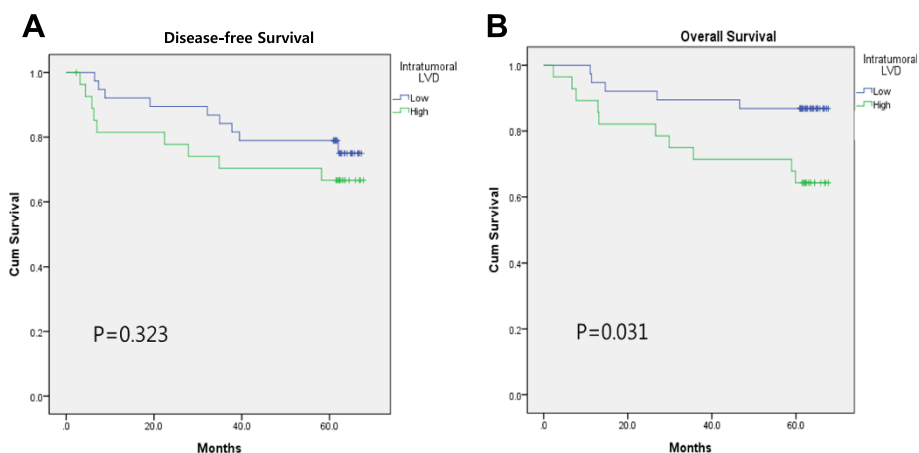 A
Disease-free Survival
Intratumoral
LVD
Low
High
1.0
0.8
0.6
0.4
0.2
0.0
Cum Survival
P=0.323
.0
20.0
40.0
60.0
Months
B
Overall Survival
Intratumoral
LVD
Low
High
1.0
0.8
0.6
0.4
0.2
0.0
Cum Survival
P=0.031
.0
20.0
40.0
60.0
Months